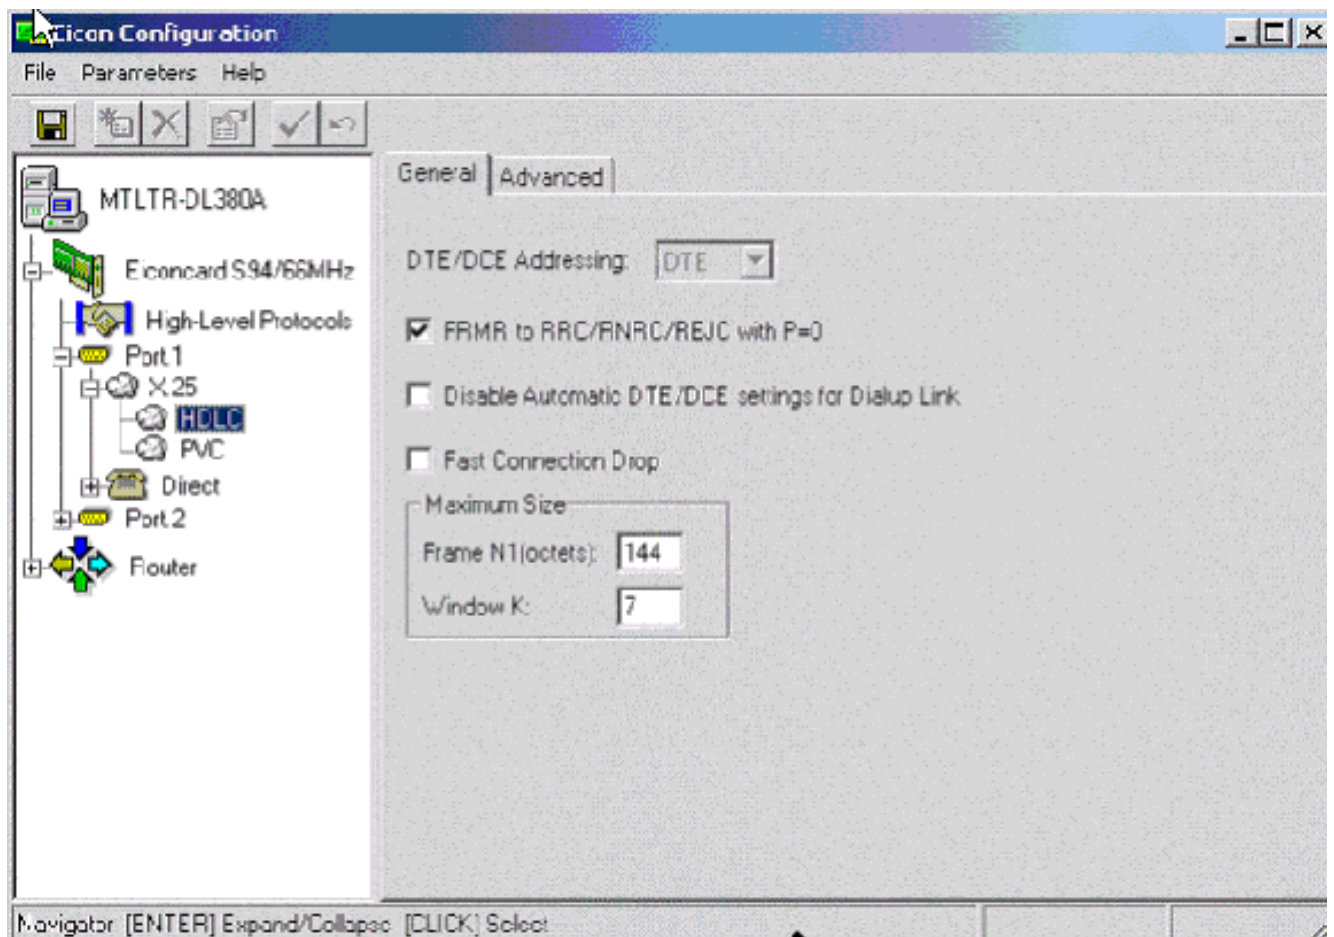 Eicon Configuration
File Parameters Help
MTLTR-DL380A
Eiconcard S94/66MHz
High-Level Protocols
Port 1
X.25
HDLC
PVC
Direct
Port 2
Router
General Advanced
DTE/DCE Addressing: DTE
FRMR to RRC/RNRC/REJC with P=0
Disable Automatic DTE/DCE settings for Dialup Link
Fast Connection Drop
Maximum Size
Frame N1(octets): 144
Window K: 7
Navigator [ENTER] Expand/Collapse [CLICK] Select